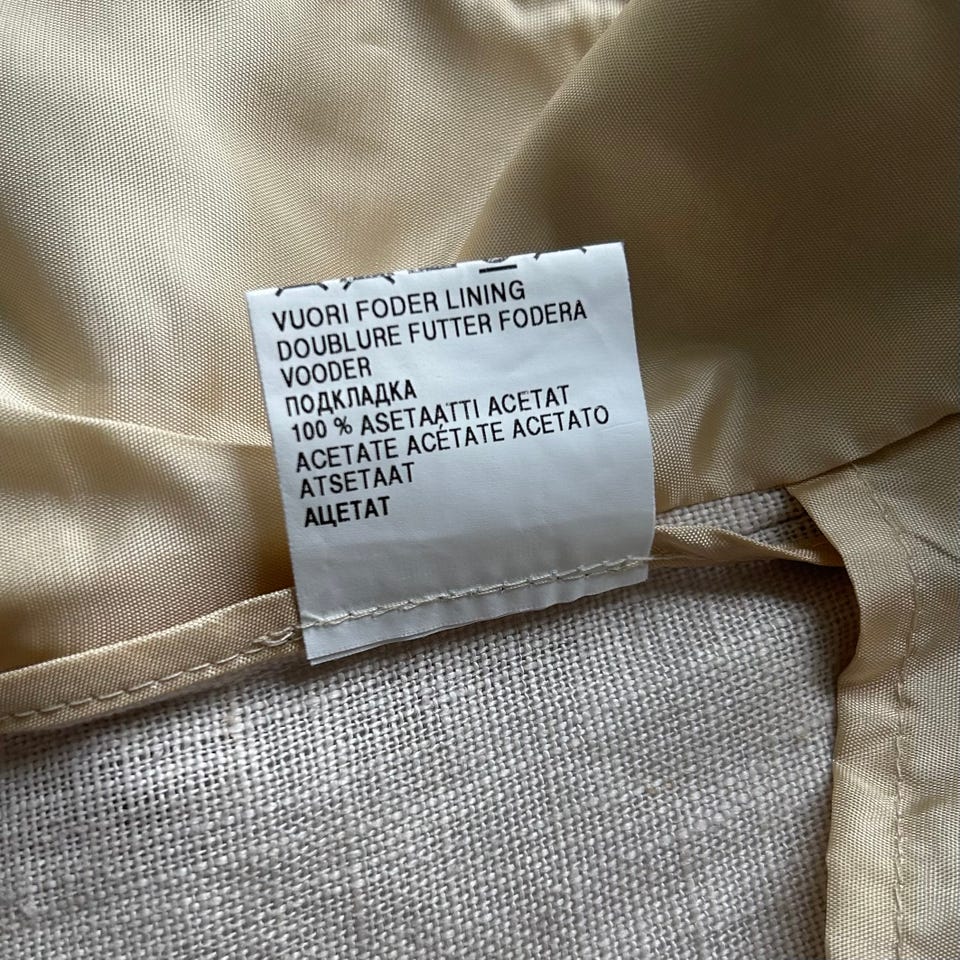 VUORI FODER LINING
DOUBLURE FUTTER FODERA
VOODER
ПОДКЛАДКА
100 % ASETAATTI ACETAT
ACETATE ACÉTATE ACETATO
ATSETAAT
АЦЕТАТ